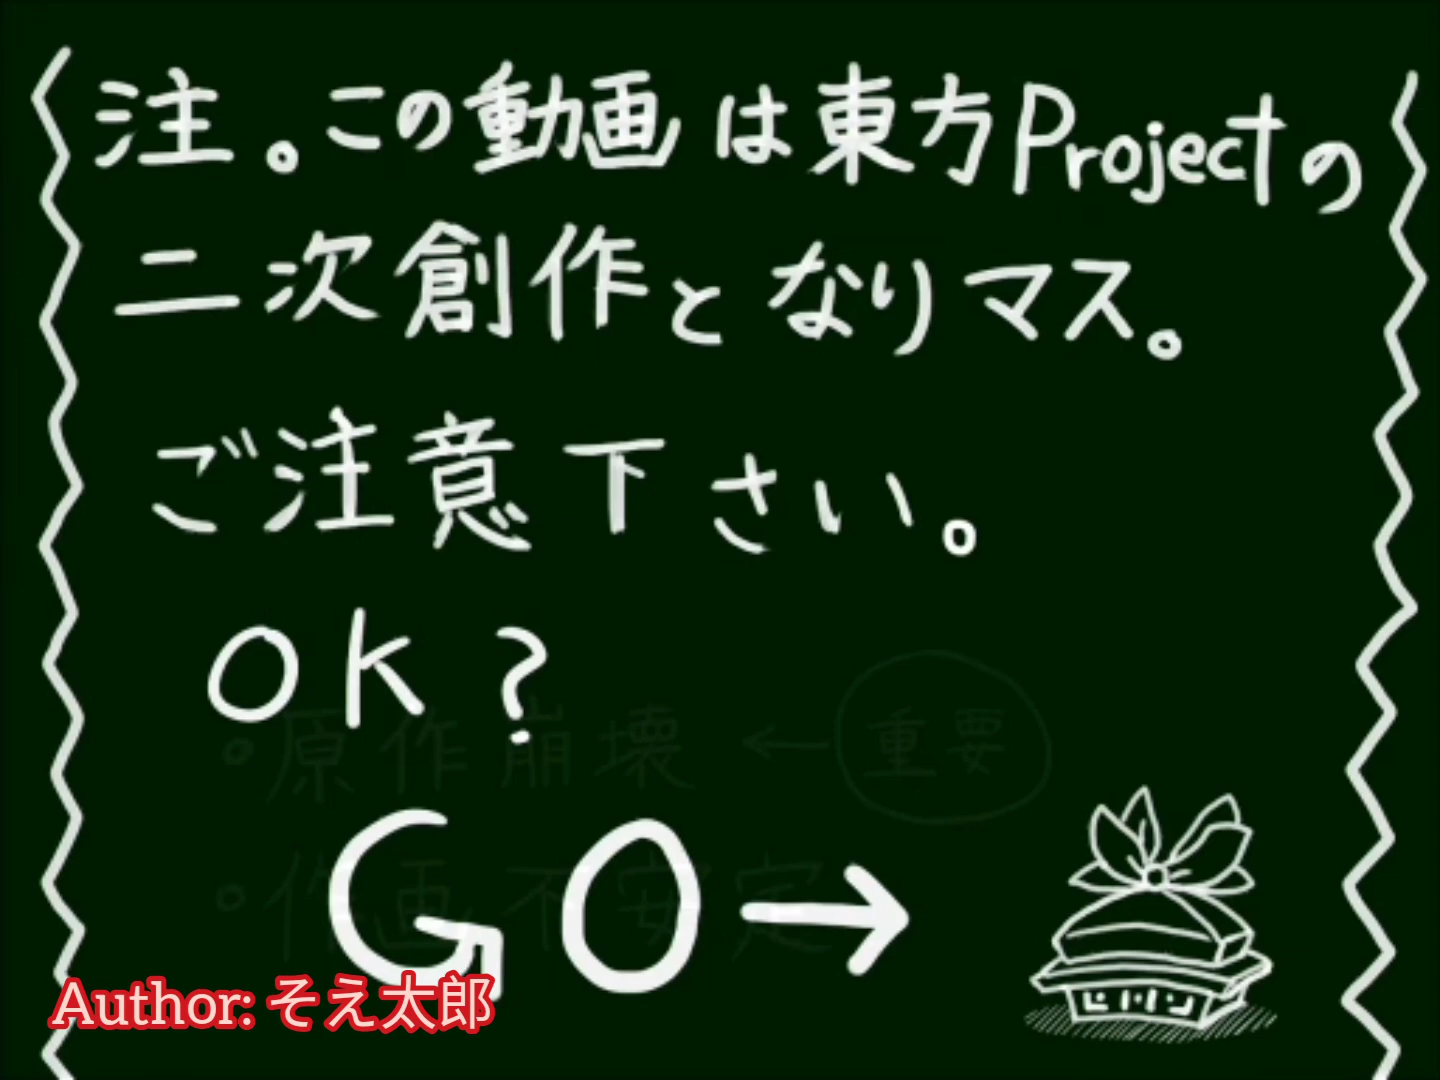 注。この動画は東方Projectの
二次創作となりマス。
ご注意下さい。
OK?
・原作崩壊 ← 重要
GO→
・作画不安定
Author: そえ太郎